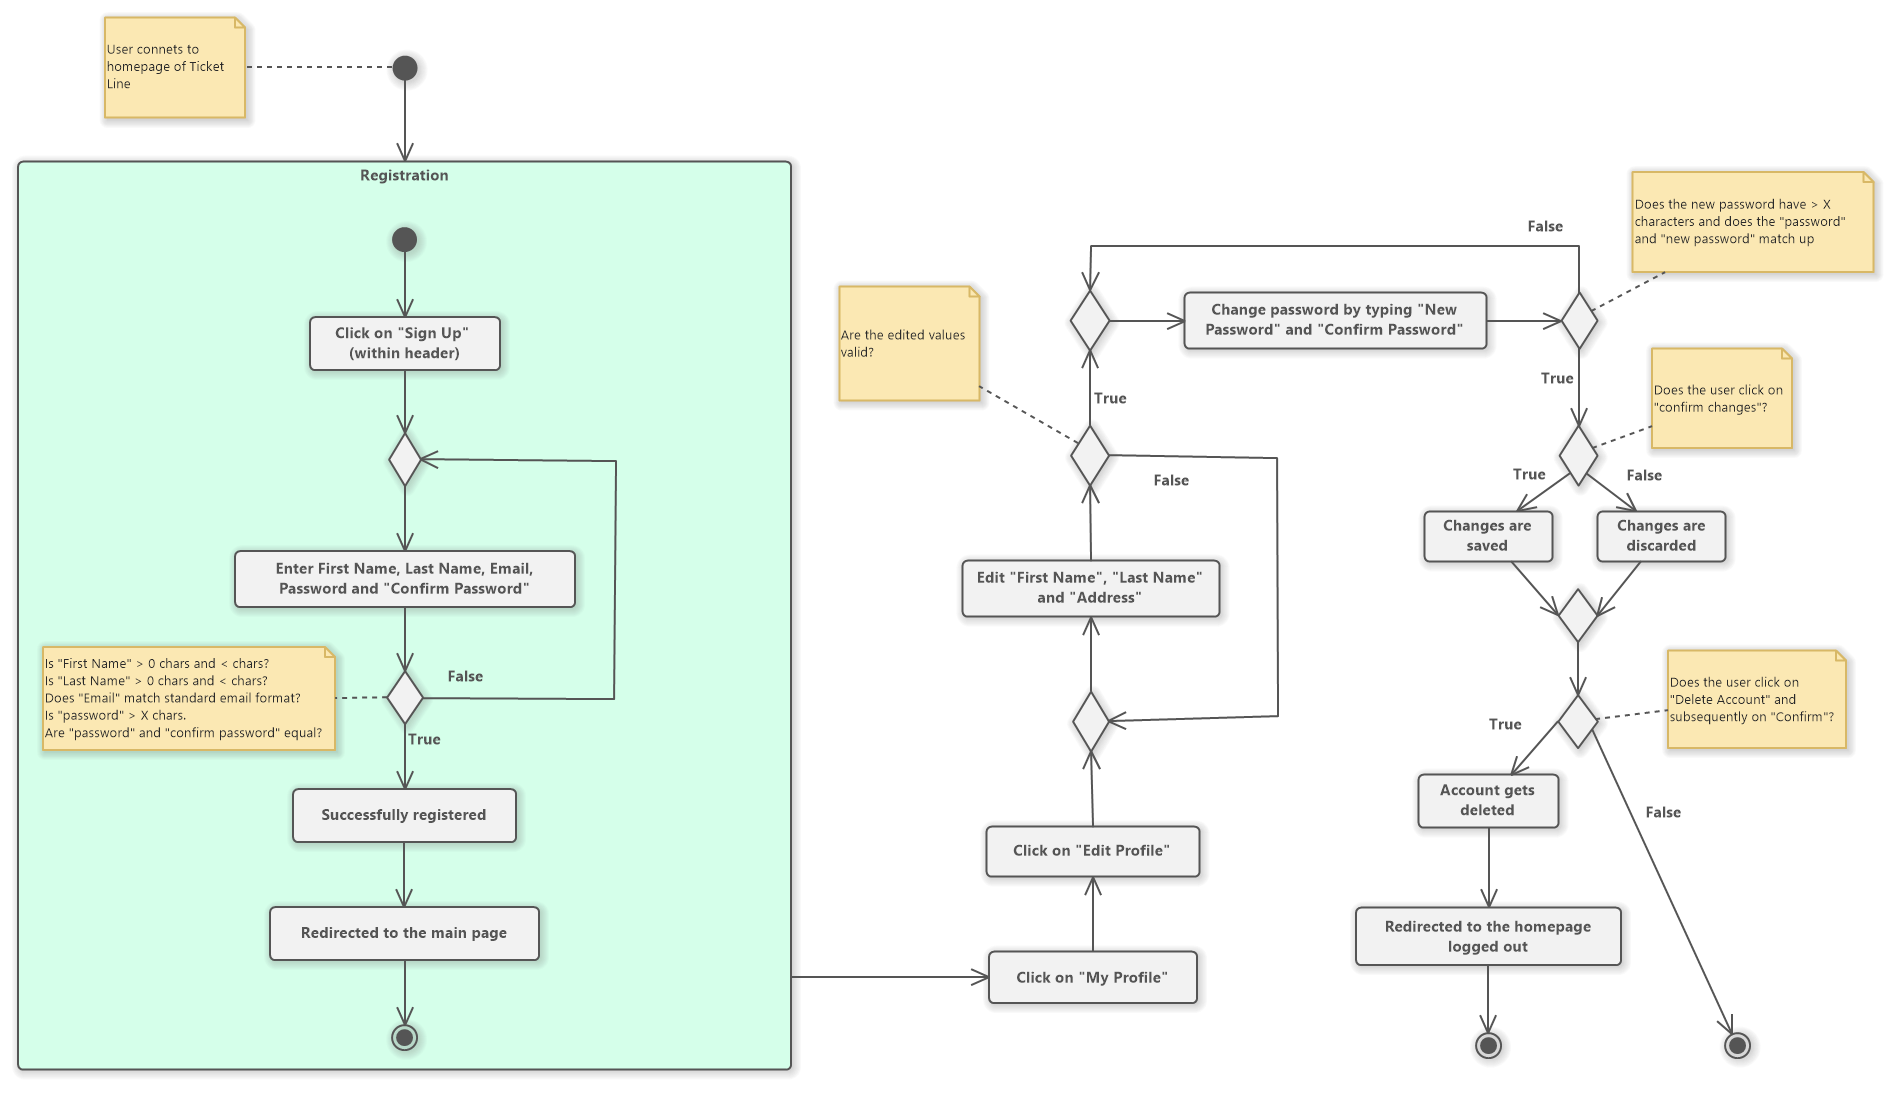 User connets to
homepage of Ticket
Line
Registration
Click on "Sign Up"
(within header)
Enter First Name, Last Name, Email,
Password and "Confirm Password"
Is "First Name" > 0 chars and < chars?
Is "Last Name" > 0 chars and < chars?
Does "Email" match standard email format?
Is "password" > X chars.
Are "password" and "confirm password" equal?
False
True
Successfully registered
Redirected to the main page
Click on "My Profile"
Click on "Edit Profile"
Edit "First Name", "Last Name"
and "Address"
Are the edited values
valid?
False
True
Change password by typing "New
Password" and "Confirm Password"
False
Does the new password have > X
characters and does the "password"
and "new password" match up
True
Does the user click on
"confirm changes"?
True
False
Changes are
saved
Changes are
discarded
Does the user click on
"Delete Account" and
subsequently on "Confirm"?
True
False
Account gets
deleted
Redirected to the homepage
logged out